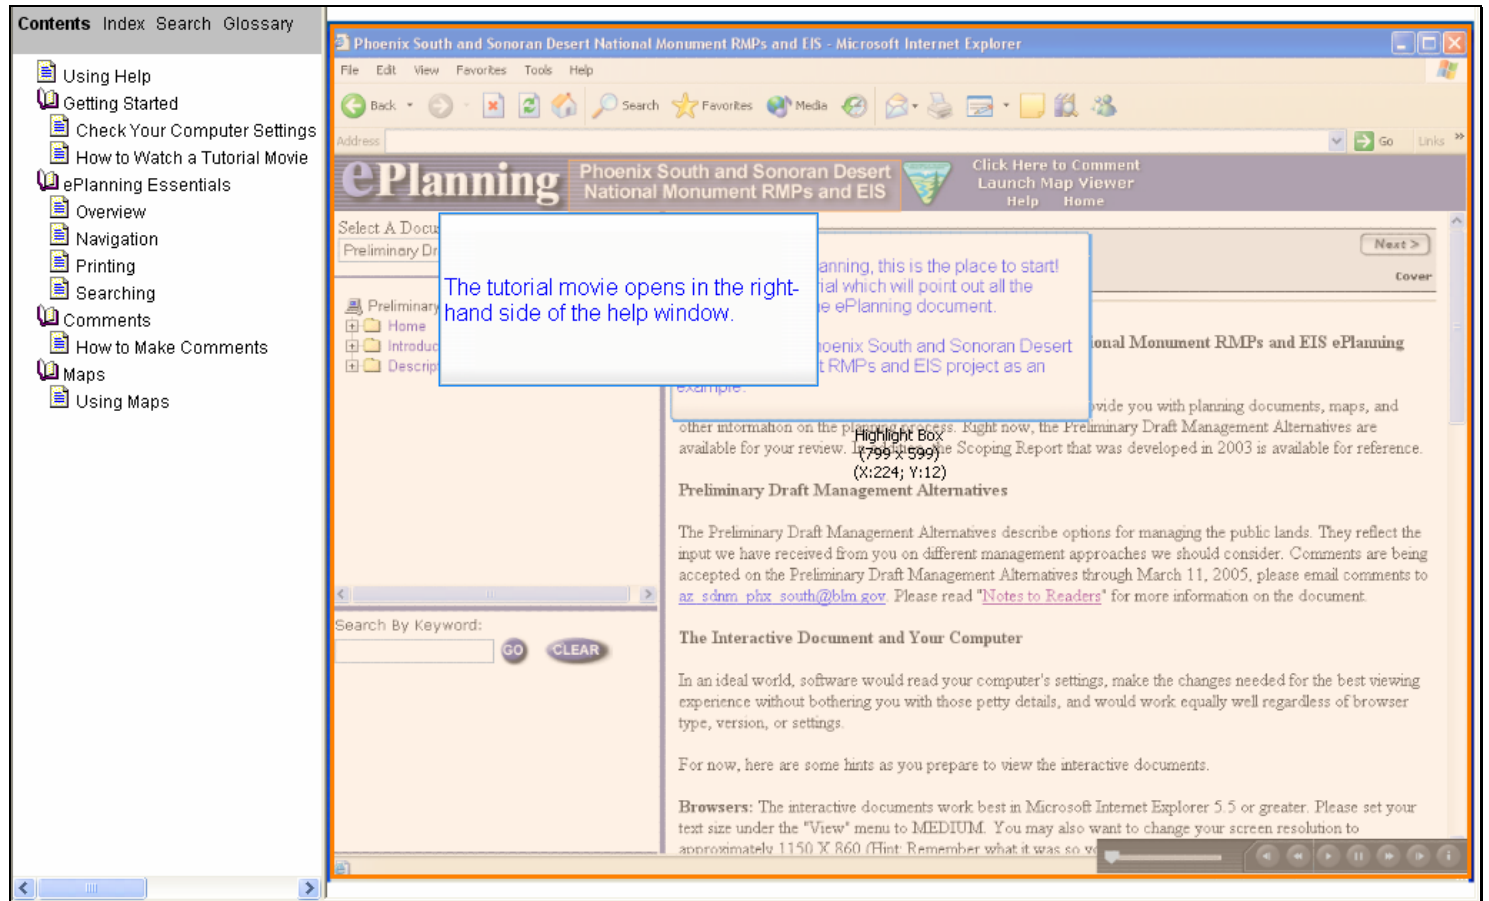 Contents Index Search Glossary
Using Help
Getting Started
Check Your Computer Settings
How to Watch a Tutorial Movie
ePlanning Essentials
Overview
Navigation
Printing
Searching
Comments
How to Make Comments
Maps
Using Maps
Phoenix South and Sonoran Desert National Monument RMPs and EIS - Microsoft Internet Explorer
File Edit View Favorites Tools Help
Back Search Favorites Media
Address Go Links »
ePlanning
Phoenix South and Sonoran Desert
National Monument RMPs and EIS
Click Here to Comment
Launch Map Viewer
Help Home
Select A Docu
Preliminary Dr
Preliminary
Home
Introduc
Descript
The tutorial movie opens in the right-
hand side of the help window.
anning, this is the place to start!
ial which will point out all the
e ePlanning document.
oenix South and Sonoran Desert
t RMPs and EIS project as an
example.
Highlight Box
(799 x 599)
(X:224; Y:12)
Next >
Cover
ional Monument RMPs and EIS ePlanning
vide you with planning documents, maps, and
other information on the planning process. Right now, the Preliminary Draft Management Alternatives are
available for your review. In addition, the Scoping Report that was developed in 2003 is available for reference.
Preliminary Draft Management Alternatives
The Preliminary Draft Management Alternatives describe options for managing the public lands. They reflect the
input we have received from you on different management approaches we should consider. Comments are being
accepted on the Preliminary Draft Management Alternatives through March 11, 2005, please email comments to
az_sdnm_phx_south@blm.gov. Please read "Notes to Readers" for more information on the document.
The Interactive Document and Your Computer
In an ideal world, software would read your computer's settings, make the changes needed for the best viewing
experience without bothering you with those petty details, and would work equally well regardless of browser
type, version, or settings.
For now, here are some hints as you prepare to view the interactive documents.
Browsers: The interactive documents work best in Microsoft Internet Explorer 5.5 or greater. Please set your
text size under the "View" menu to MEDIUM. You may also want to change your screen resolution to
approximately 1150 X 860 (Hint: Remember what it was so
Search By Keyword:
GO CLEAR